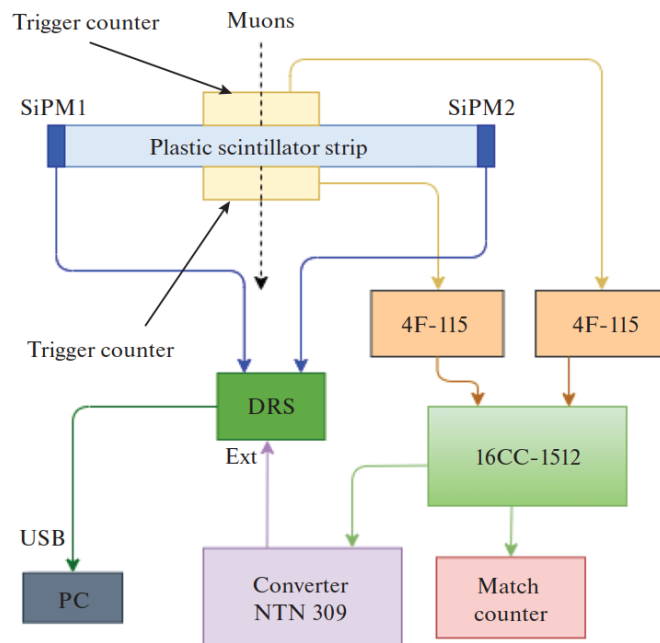 Trigger counter
Muons
SiPM1
SiPM2
Plastic scintillator strip
Trigger counter
4F-115
4F-115
DRS
Ext
16CC-1512
USB
PC
Converter
NTN 309
Match
counter